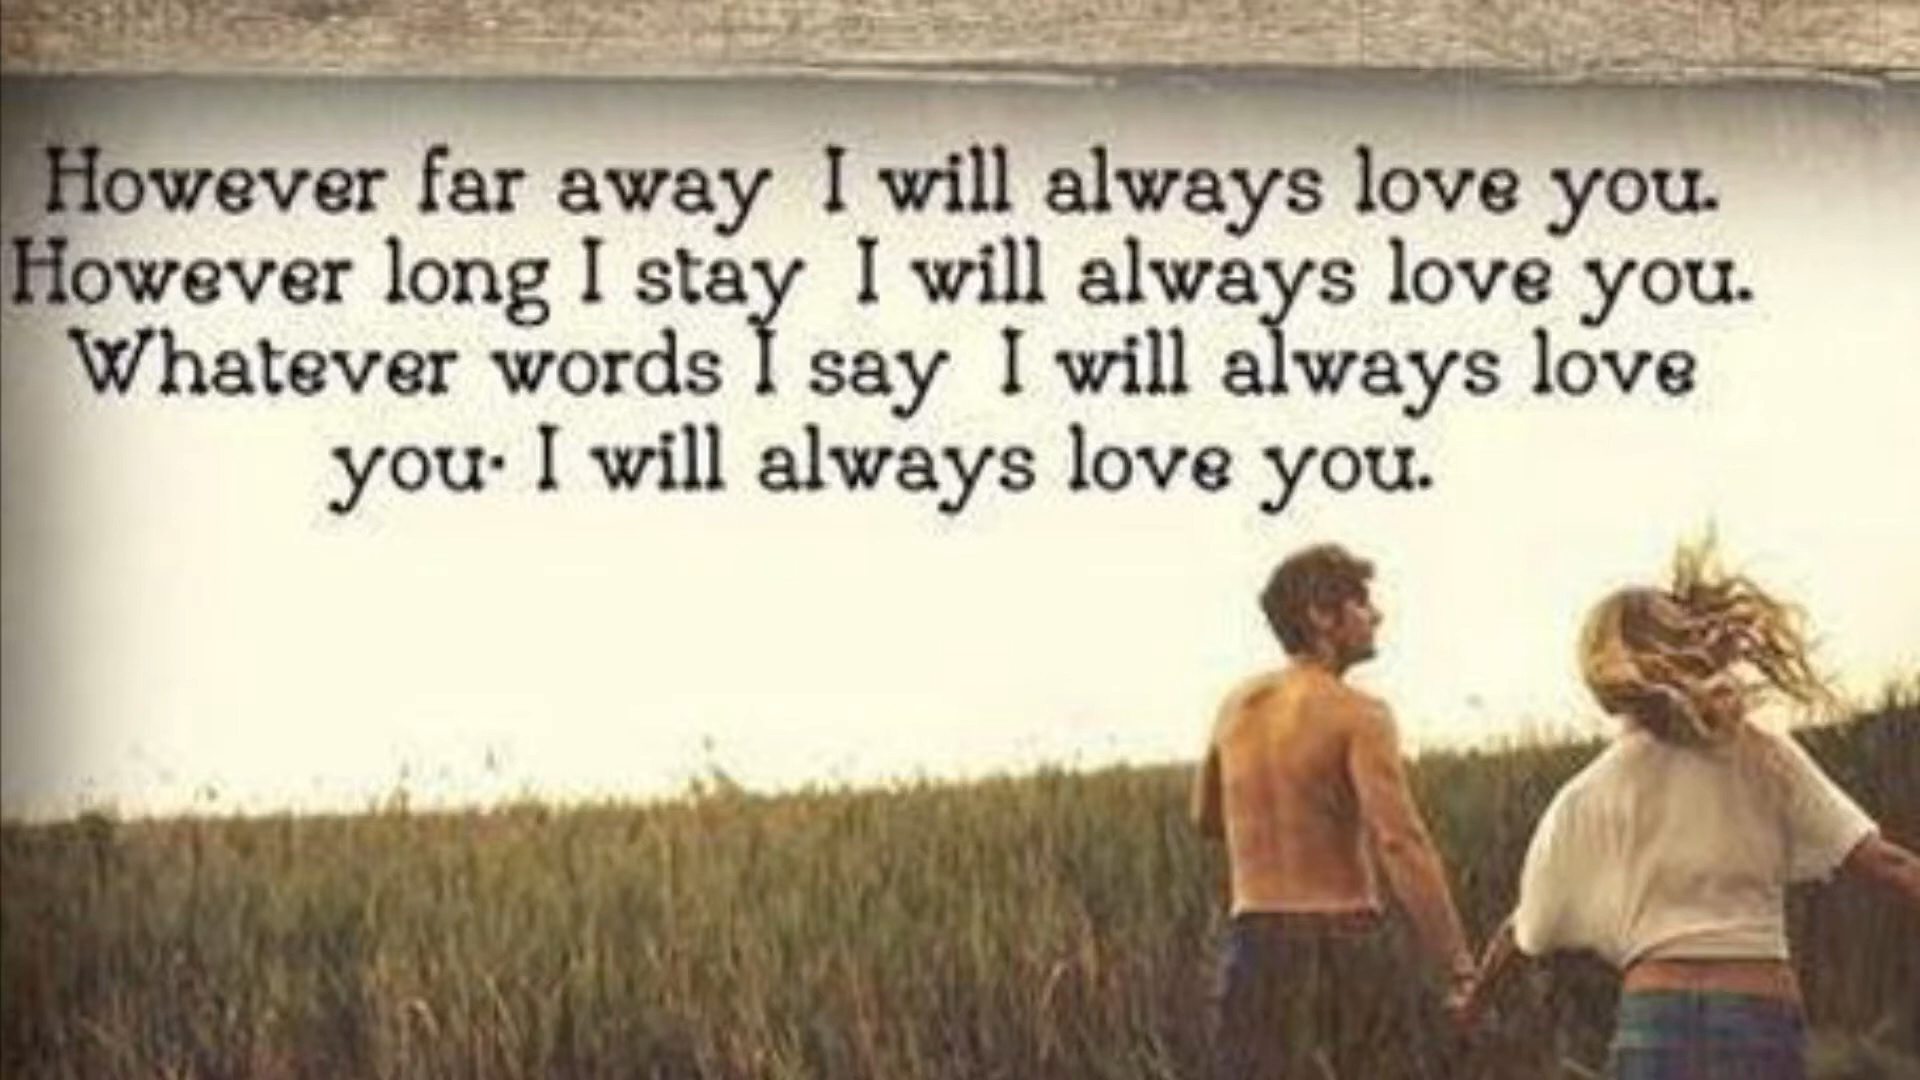 However far away I will always love you.
However long I stay I will always love you.
Whatever words I say I will always love
you· I will always love you.